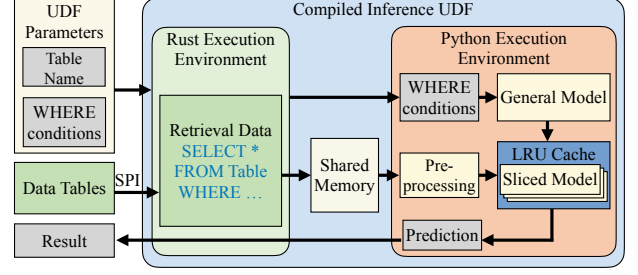 UDF
Parameters
Table
Name
WHERE
conditions
Data Tables
SPI
Result
Compiled Inference UDF
Rust Execution
Environment
Retrieval Data
SELECT *
FROM Table
WHERE …
Shared
Memory
Python Execution
Environment
WHERE
conditions
General Model
Pre-
processing
LRU Cache
Sliced Model
Prediction